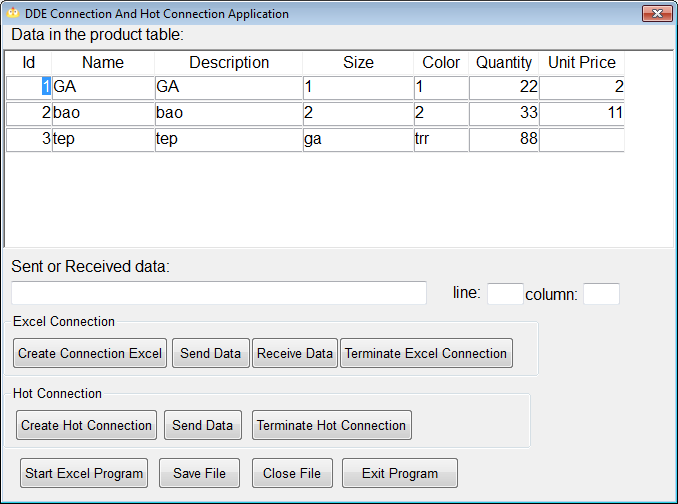 DDE Connection And Hot Connection Application
Data in the product table:
Id Name Description Size Color Quantity Unit Price
1 GA GA 1 1 22 2
2 bao bao 2 2 33 11
3 tep tep ga trr 88
Sent or Received data:
line: column:
Excel Connection
Create Connection Excel Send Data Receive Data Terminate Excel Connection
Hot Connection
Create Hot Connection Send Data Terminate Hot Connection
Start Excel Program Save File Close File Exit Program